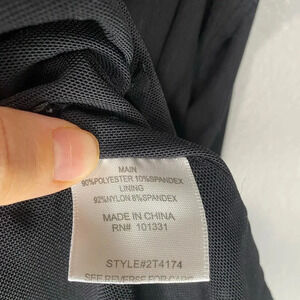 MAIN
90%POLYESTER 10%SPANDEX
LINING
92%NYLON 8%SPANDEX
MADE IN CHINA
RN# 101331
STYLE#2T4174
SEE REVERSE FOR CARE